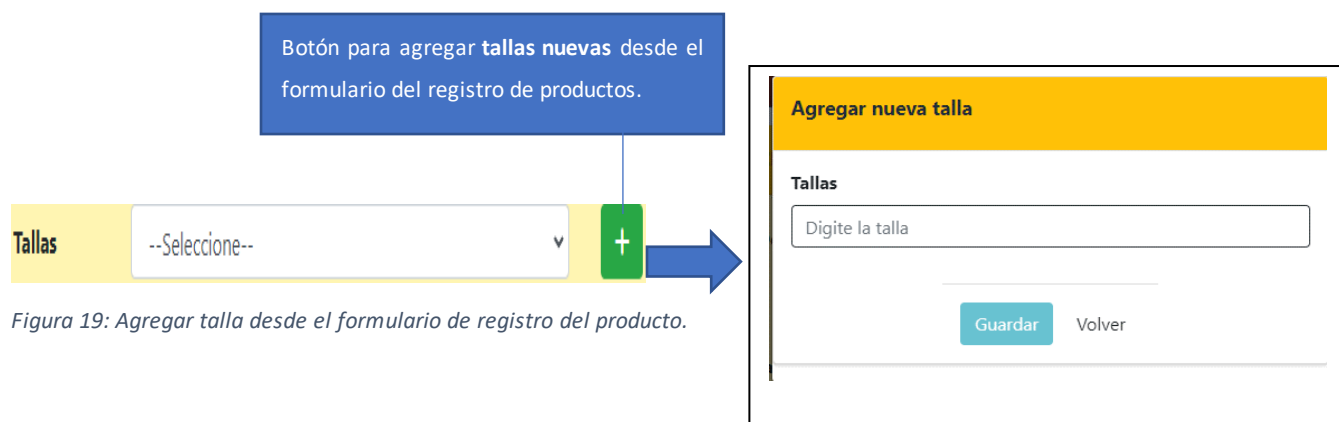 Botón para agregar tallas nuevas desde el
formulario del registro de productos.
Tallas
--Seleccione--
+
Figura 19: Agregar talla desde el formulario de registro del producto.
Agregar nueva talla
Tallas
Digite la talla
Guardar Volver